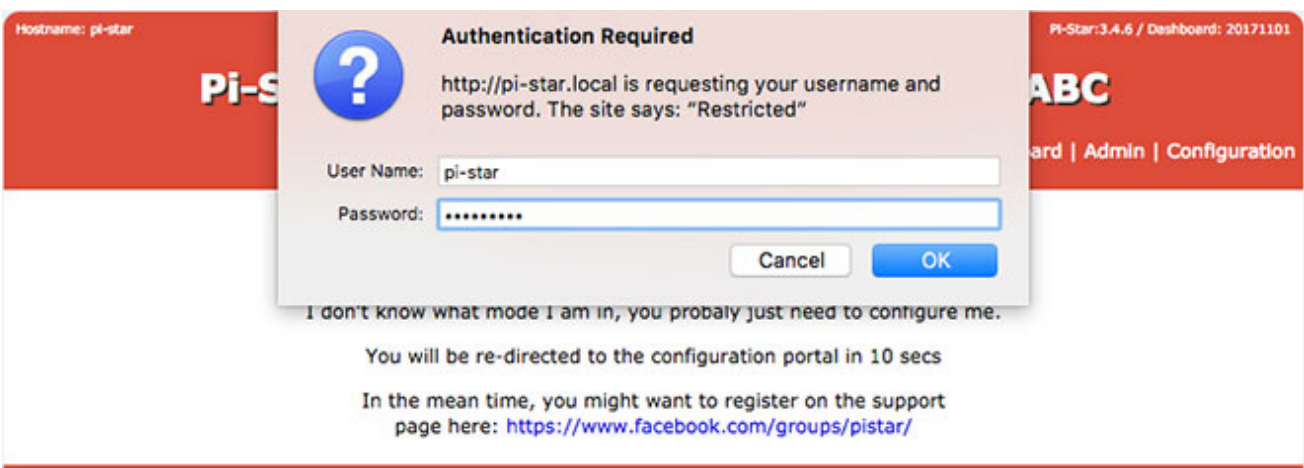 Hostname: pi-star
Pi-Star:3.4.6 / Dashboard: 20171101
Pi-S
ABC
ard | Admin | Configuration
Authentication Required
http://pi-star.local is requesting your username and
password. The site says: “Restricted”
User Name: pi-star
Password: •••••••••
Cancel OK
I don't know what mode I am in, you probaly just need to configure me.
You will be re-directed to the configuration portal in 10 secs
In the mean time, you might want to register on the support
page here: https://www.facebook.com/groups/pistar/